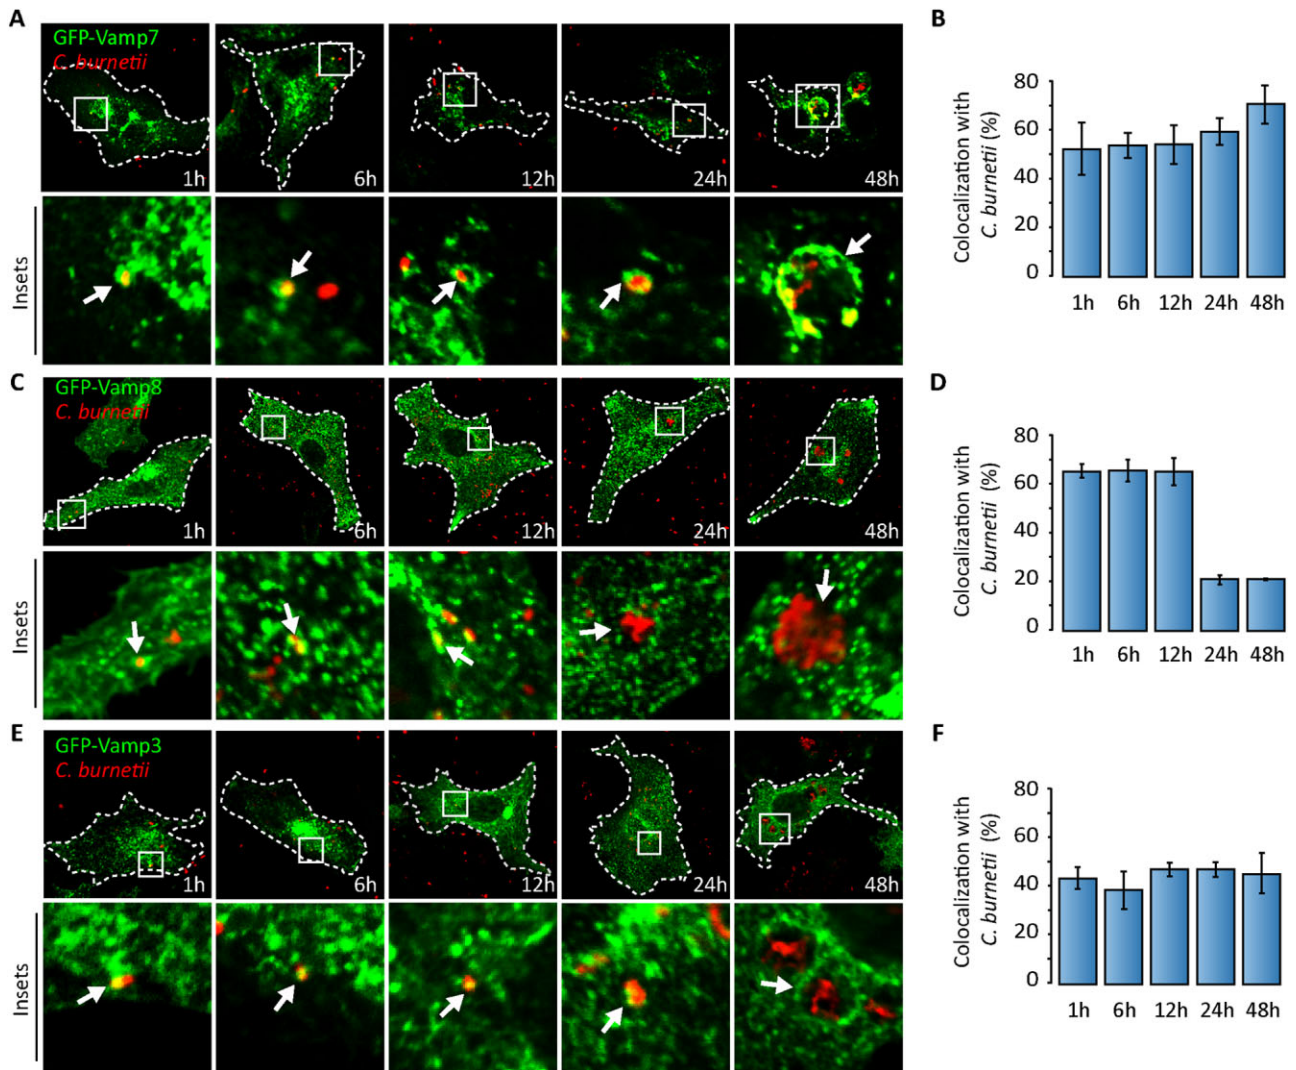 A
GFP-Vamp7
C. burnetii
1h
6h
12h
24h
48h
Insets
B
Colocalization with
C. burnetii (%)
80
60
40
20
0
1h
6h
12h
24h
48h
C
GFP-Vamp8
C. burnetii
1h
6h
12h
24h
48h
Insets
D
Colocalization with
C. burnetii (%)
80
60
40
20
0
1h
6h
12h
24h
48h
E
GFP-Vamp3
C. burnetii
1h
6h
12h
24h
48h
Insets
F
Colocalization with
C. burnetii (%)
80
60
40
20
0
1h
6h
12h
24h
48h